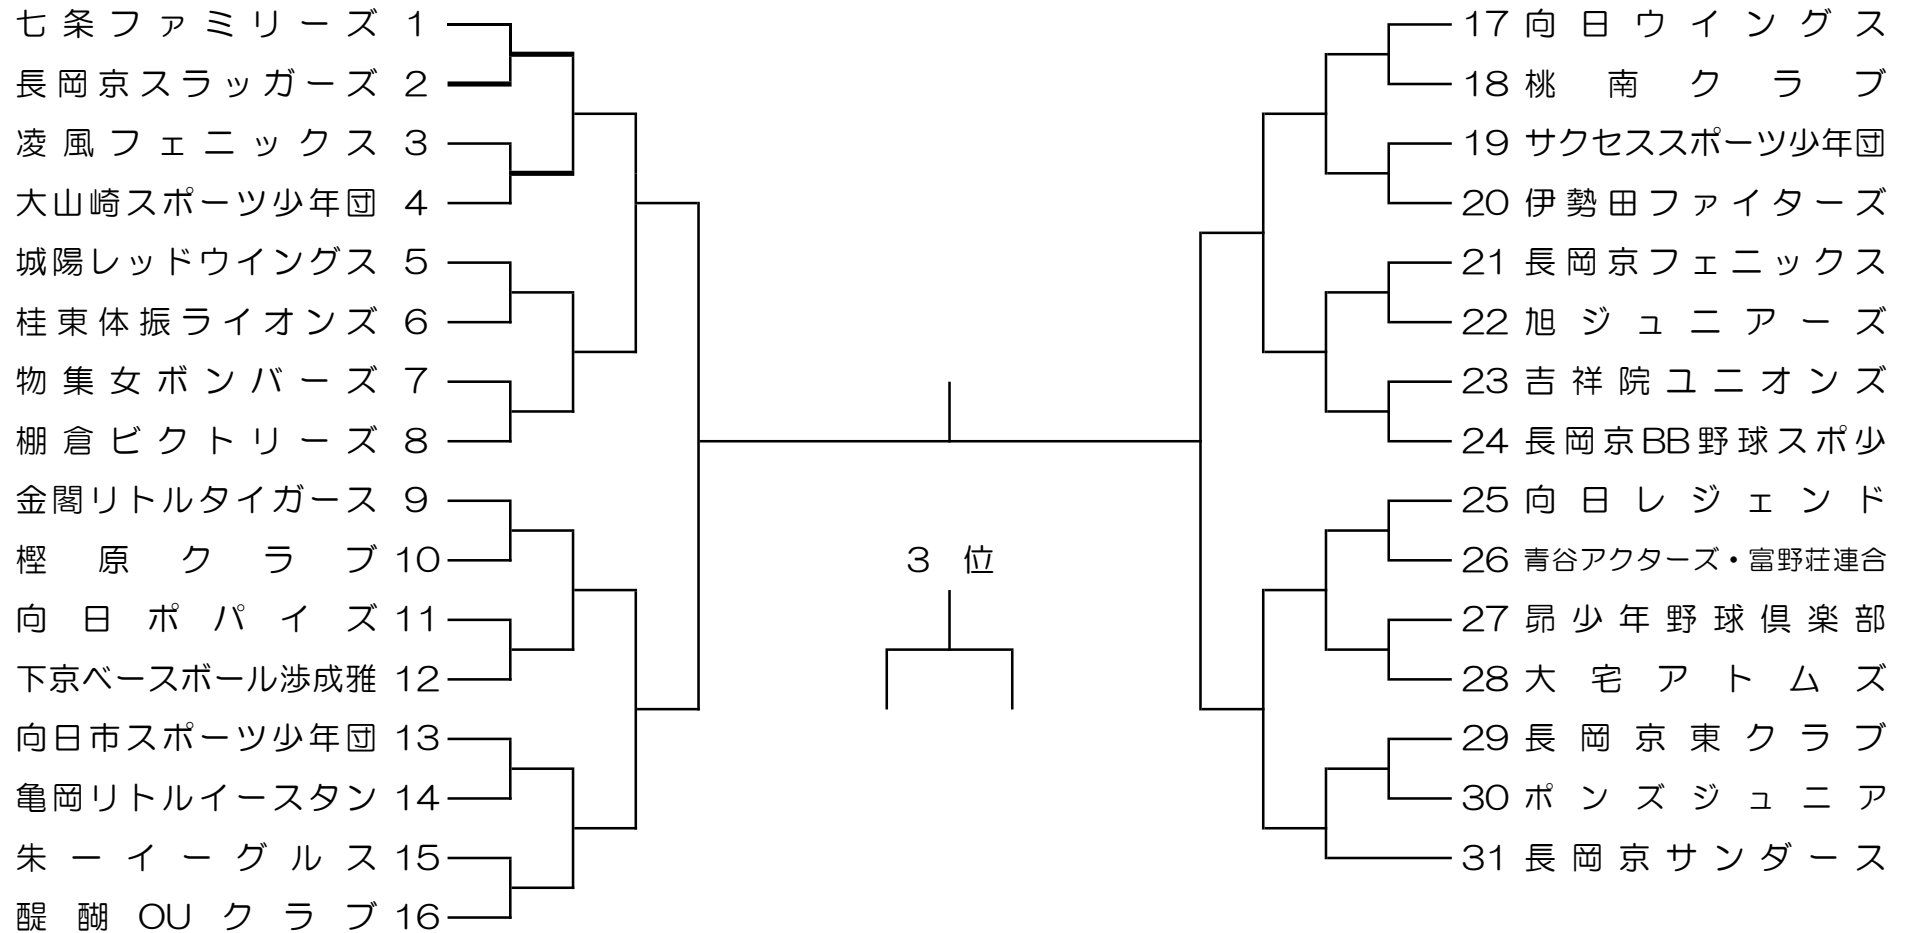 七条ファミリーズ 1
長岡京スラッガーズ 2
凌風フェニックス 3
大山崎スポーツ少年団 4
城陽レッドウイングス 5
桂東体振ライオンズ 6
物集女ボンバーズ 7
棚倉ビクトリーズ 8
金閣リトルタイガース 9
樫原クラブ 10
向日ポパイズ 11
下京ベースボール渉成雅 12
向日市スポーツ少年団 13
亀岡リトルイースタン 14
朱一イーグルス 15
醍醐OUクラブ 16
3位
17 向日ウイングス
18 桃南クラブ
19 サクセススポーツ少年団
20 伊勢田ファイターズ
21 長岡京フェニックス
22 旭ジュニアーズ
23 吉祥院ユニオンズ
24 長岡京BB野球スポ少
25 向日レジェンド
26 青谷アクターズ・富野荘連合
27 昴少年野球倶楽部
28 大宅アトムズ
29 長岡京東クラブ
30 ポンズジュニア
31 長岡京サンダース